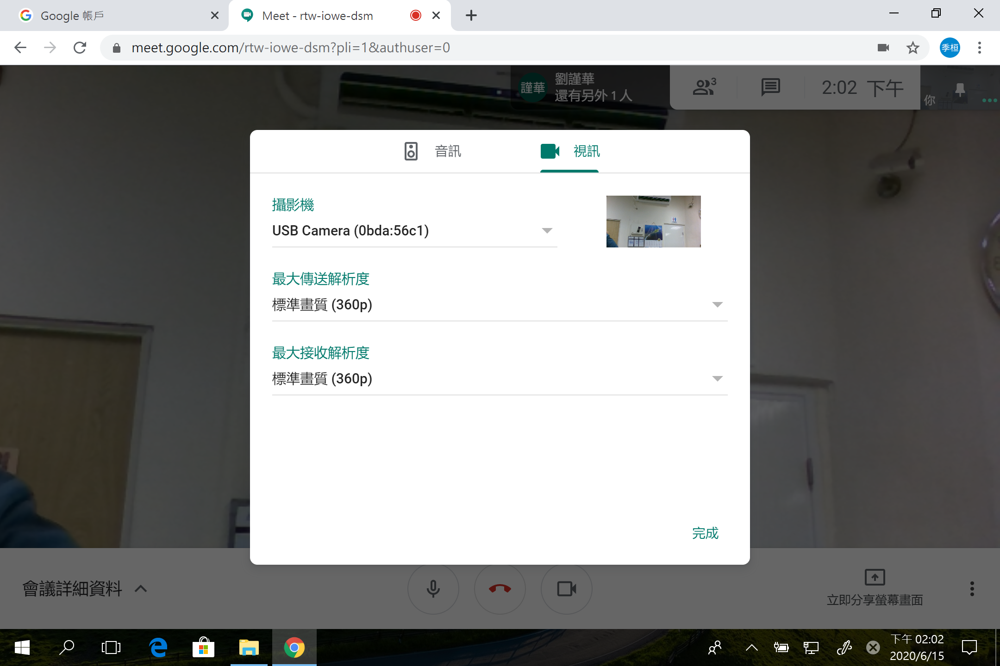 Google 帳戶
Meet - rtw-iowe-dsm
meet.google.com/rtw-iowe-dsm?pli=1&authuser=0
季桓
謹華
劉謹華
還有另外 1 人
3
2:02 下午
你
音訊
視訊
攝影機
USB Camera (0bda:56c1)
最大傳送解析度
標準畫質 (360p)
最大接收解析度
標準畫質 (360p)
完成
會議詳細資料
立即分享螢幕畫面
下午 02:02
2020/6/15